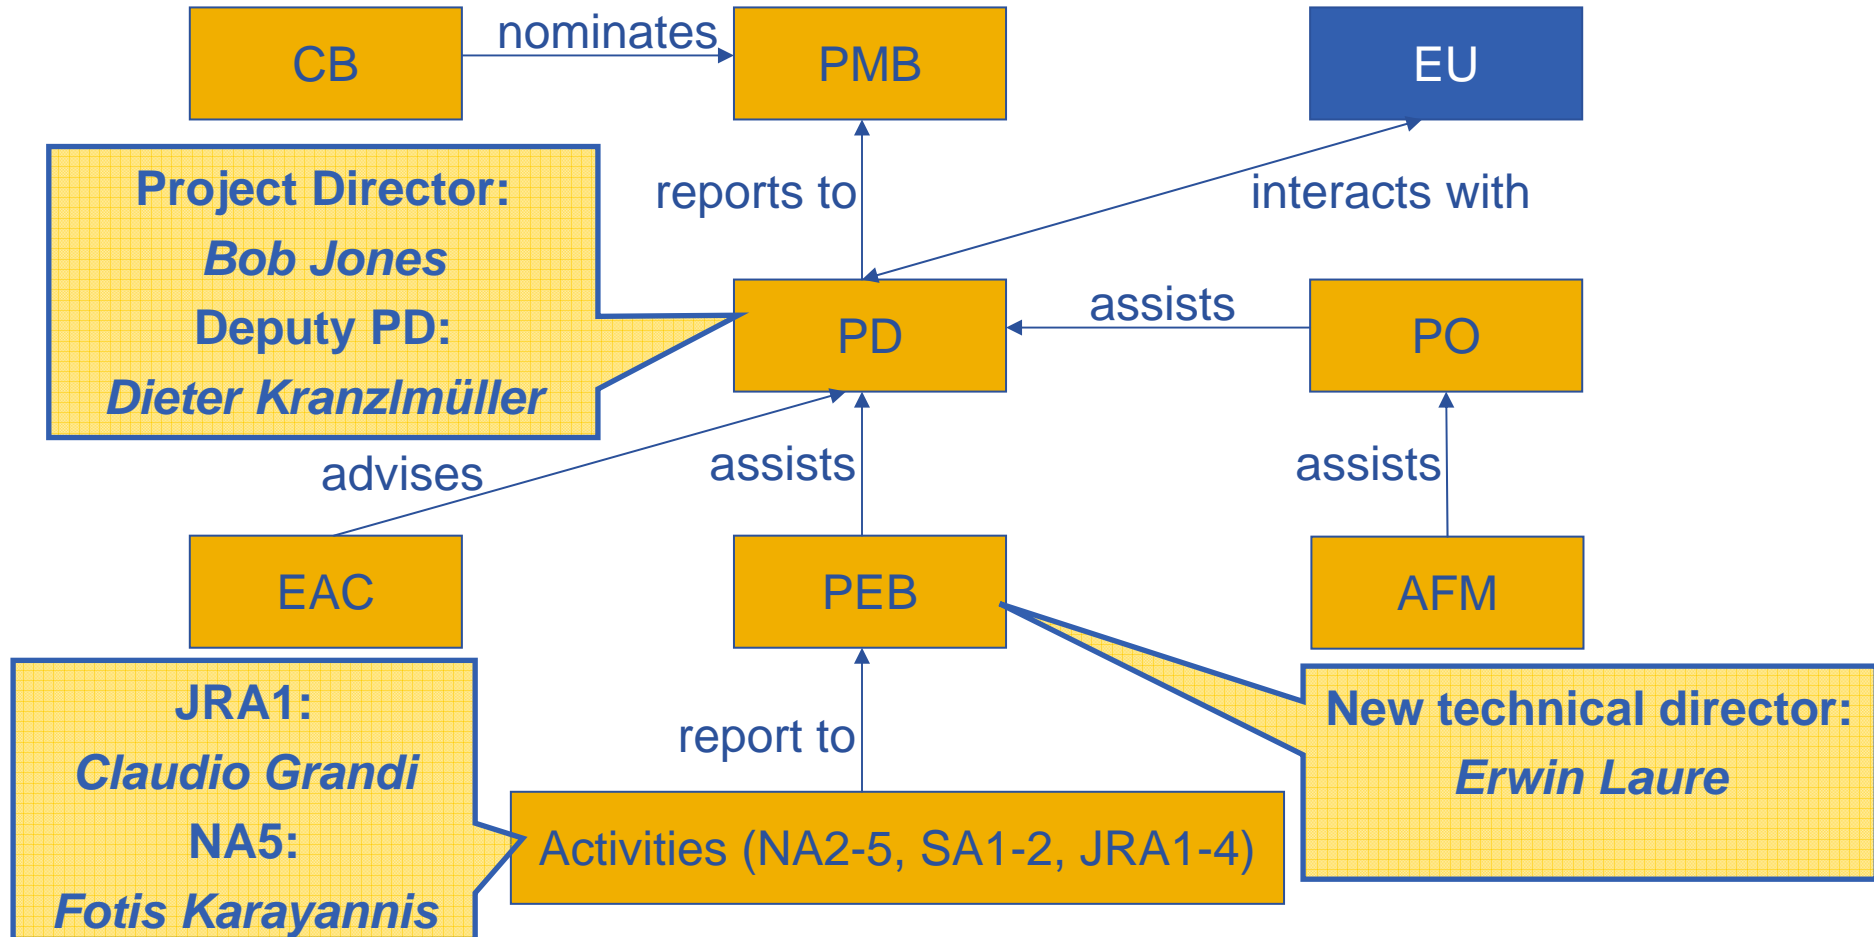 nominates
CB
PMB
EU
Project Director:
Bob Jones
Deputy PD:
Dieter Kranzlmüller
reports to
interacts with
assists
PD
PO
advises
assists
assists
EAC
PEB
AFM
JRA1:
Claudio Grandi
NA5:
Fotis Karayannis
report to
New technical director:
Erwin Laure
Activities (NA2-5, SA1-2, JRA1-4)